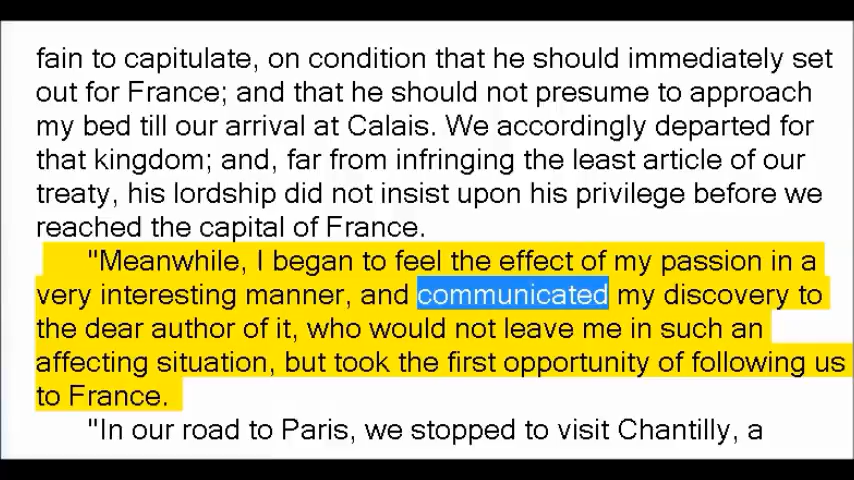 fain to capitulate, on condition that he should immediately set
out for France; and that he should not presume to approach
my bed till our arrival at Calais. We accordingly departed for
that kingdom; and, far from infringing the least article of our
treaty, his lordship did not insist upon his privilege before we
reached the capital of France.
"Meanwhile, I began to feel the effect of my passion in a
very interesting manner, and communicated my discovery to
the dear author of it, who would not leave me in such an
affecting situation, but took the first opportunity of following us
to France.
"In our road to Paris, we stopped to visit Chantilly, a